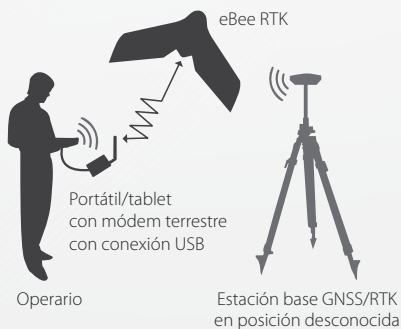 eBee RTK
Portátil/tablet
con módem terrestre
con conexión USB
Operario
Estación base GNSS/RTK
en posición desconocida